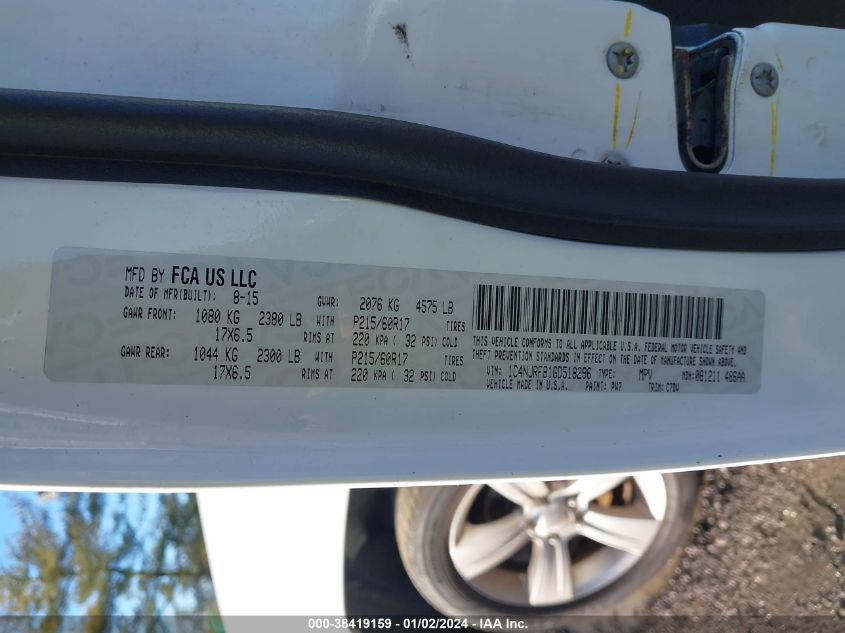 MFD BY FCA US LLC
DATE OF MFR(BUILT): 8-15 GVWR: 2076 KG 4575 LB
GAWR FRONT: 1080 KG 2380 LB WITH P215/60R17 TIRES
17X6.5 RIMS AT 220 KPA ( 32 PSI) COLD
GAWR REAR: 1044 KG 2300 LB WITH P215/60R17 TIRES
17X6.5 RIMS AT 220 KPA ( 32 PSI) COLD
THIS VEHICLE CONFORMS TO ALL APPLICABLE U.S.A. FEDERAL MOTOR VEHICLE SAFETY AND
THEFT PREVENTION STANDARDS IN EFFECT ON THE DATE OF MANUFACTURE SHOWN ABOVE.
VIN: 1C4NJRFB1GD518296 TYPE: MPV MDH: 081211 486AA
VEHICLE MADE IN U.S.A. PAINT: PW7 TRIM: C7DV
000-38419159 - 01/02/2024 - IAA Inc.